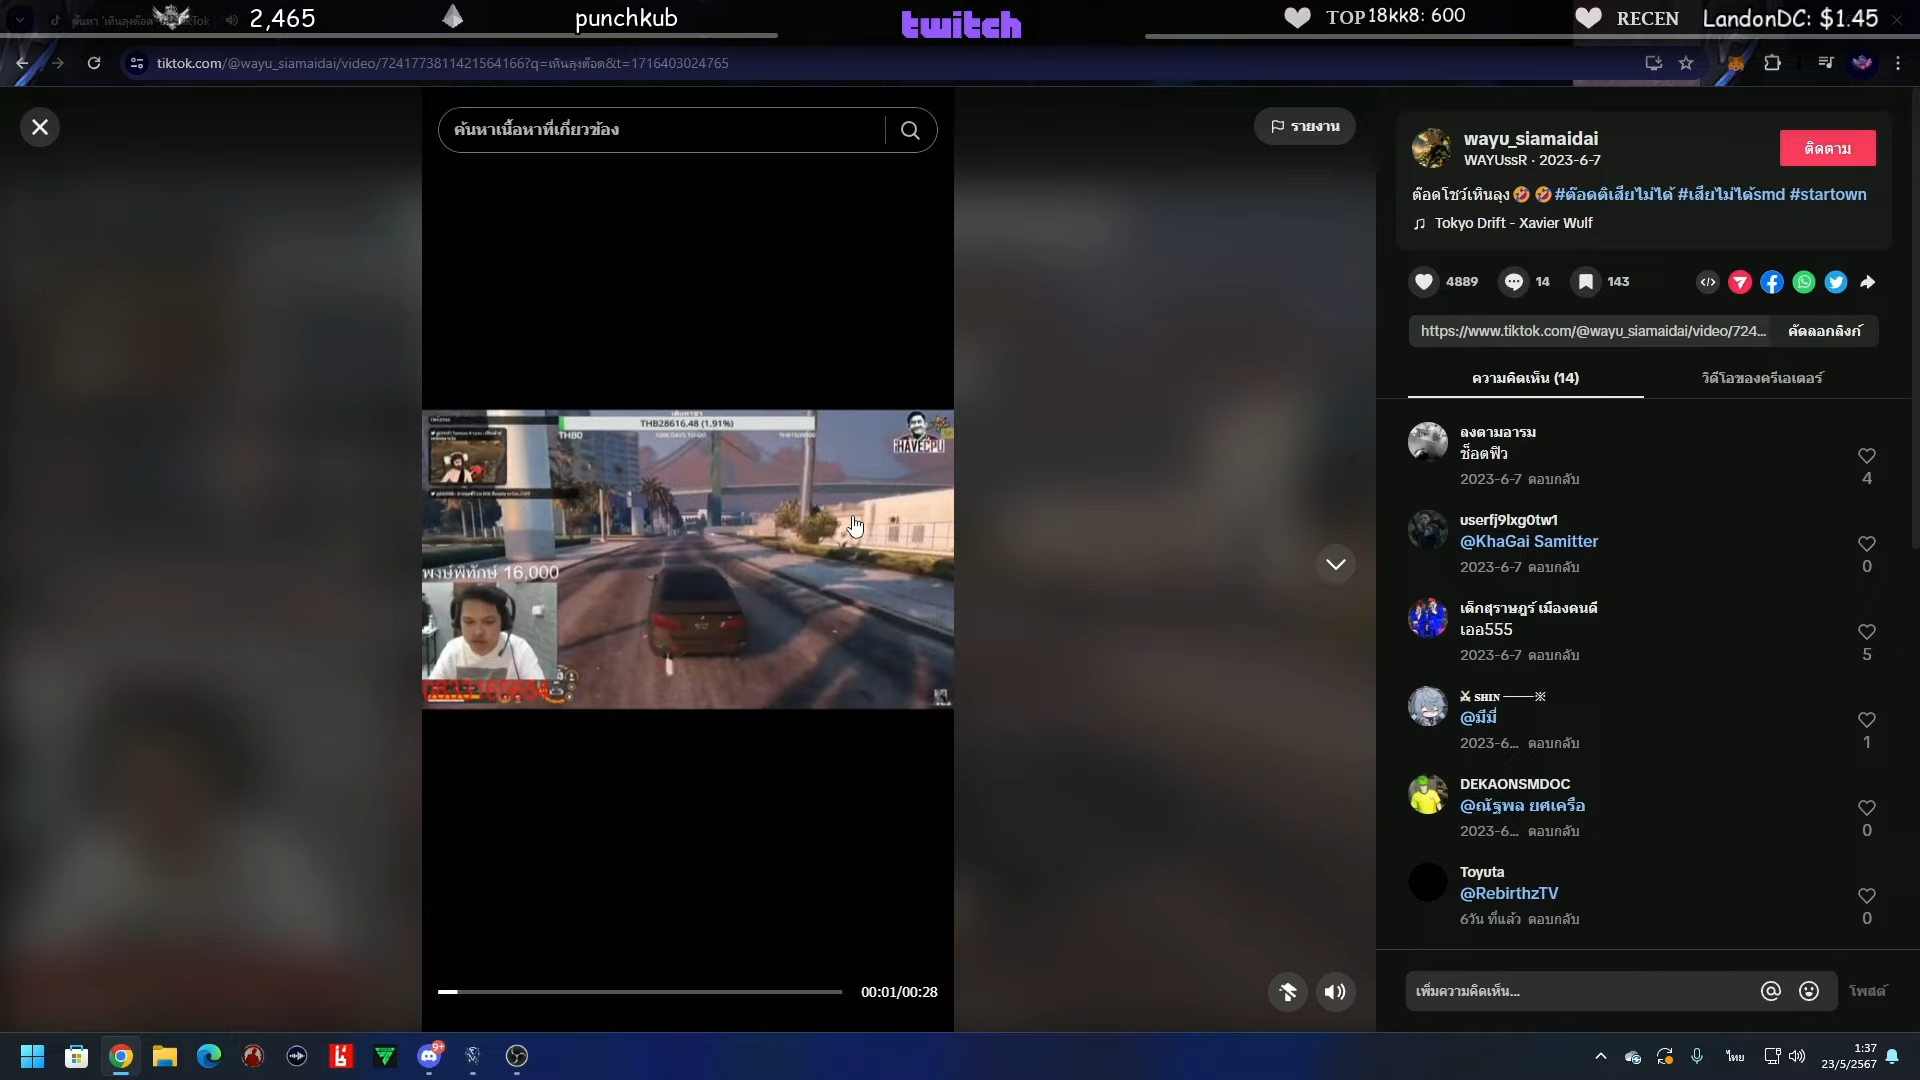 2,465
punchkub
twitch
TOP 18kk8: 600
RECEN LandonDC: $1.45
tiktok.com/@wayu_siamaidai/video/7241773811421564166?q=เหินลุงต๊อด&t=1716403024765
ค้นหาเนื้อหาที่เกี่ยวข้อง
รายงาน
wayu_siamaidai
WAYUssR · 2023-6-7
ติดตาม
ต๊อดโชว์เหินลุง🤣 🤣#ต๊อดติเสียไม่ได้ #เสียไม่ได้smd #startown
Tokyo Drift - Xavier Wulf
4889
14
143
https://www.tiktok.com/@wayu_siamaidai/video/724...
คัดลอกลิงก์
ความคิดเห็น (14)
วิดีโอของครีเอเตอร์
THB28616.48 (1.91%)
THB0
iHAVECPU
พงษ์พิทักษ์ 16,000
ลงตามอารม
ช็อตฟิว
2023-6-7 ตอบกลับ
4
userfj9lxg0tw1
@KhaGai Samitter
2023-6-7 ตอบกลับ
0
เด็กสุราษฎร์ เมืองคนดี
เออ555
2023-6-7 ตอบกลับ
5
⚔ sʜɪɴ ───※
@มีมี่
2023-6... ตอบกลับ
1
DEKAONSMDOC
@ณัฐพล ยศเครือ
2023-6... ตอบกลับ
0
Toyuta
@RebirthzTV
6วัน ที่แล้ว ตอบกลับ
0
00:01/00:28
เพิ่มความคิดเห็น...
โพสต์
9+
ไทย
1:37
23/5/2567